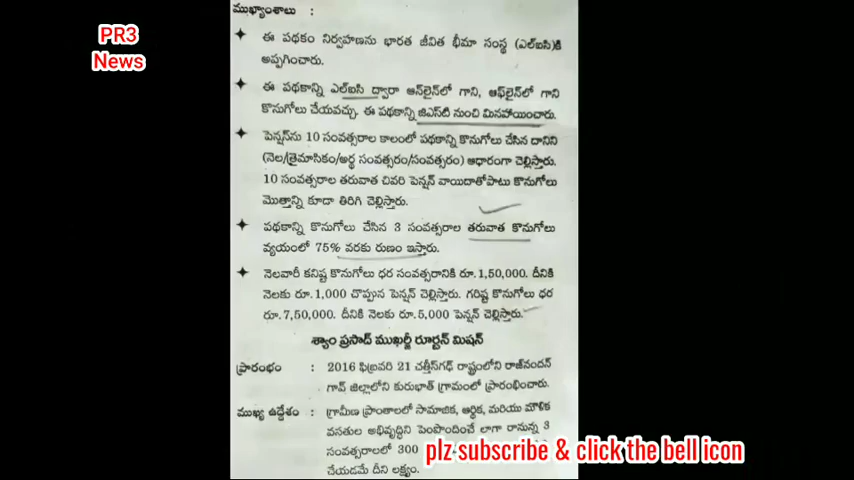 PR3
News
ముఖ్యాంశాలు :
ఈ పథకం నిర్వహణను భారత జీవిత భీమా సంస్థ (ఎల్ఐసి)కి
అప్పగించారు.
ఈ పథకాన్ని ఎల్ఐసి ద్వారా ఆన్‌లైన్‌లో గాని, ఆఫ్‌లైన్‌లో గాని
కొనుగోలు చేయవచ్చు. ఈ పథకాన్ని జిఎస్‌టి నుంచి మినహాయించారు.
పెన్షన్‌ను 10 సంవత్సరాల కాలంలో పథకాన్ని కొనుగోలు చేసిన దానిని
(నెల/త్రైమాసికం/అర్థ సంవత్సరం/సంవత్సరం) ఆధారంగా చెల్లిస్తారు.
10 సంవత్సరాల తరువాత చివరి పెన్షన్ వాయిదాతోపాటు కొనుగోలు
మొత్తాన్ని కూడా తిరిగి చెల్లిస్తారు.
పథకాన్ని కొనుగోలు చేసిన 3 సంవత్సరాల తరువాత కొనుగోలు
వ్యయంలో 75% వరకు రుణం ఇస్తారు.
నెలవారీ కనిష్ట కొనుగోలు ధర సంవత్సరానికి రూ.1,50,000. దీనికి
నెలకు రూ.1,000 చొప్పున పెన్షన్ చెల్లిస్తారు. గరిష్ట కొనుగోలు ధర
రూ.7,50,000. దీనికి నెలకు రూ.5,000 పెన్షన్ చెల్లిస్తారు.
శ్యాం ప్రసాద్ ముఖర్జీ రూర్బన్ మిషన్
ప్రారంభం : 2016 ఫిబ్రవరి 21 చత్తీస్‌గఢ్ రాష్ట్రంలోని రాజ్‌నందన్
గావ్ జిల్లాలోని కురుభాత్ గ్రామంలో ప్రారంభించారు.
ముఖ్య ఉద్దేశం : గ్రామీణ ప్రాంతాలలో సామాజిక, ఆర్థిక, మరియు మౌళిక
వసతుల అభివృద్ధిని పెంపొందించే లాగా రానున్న 3
సంవత్సరాలలో 300
చేయడమే దీని లక్ష్యం.
plz subscribe & click the bell icon